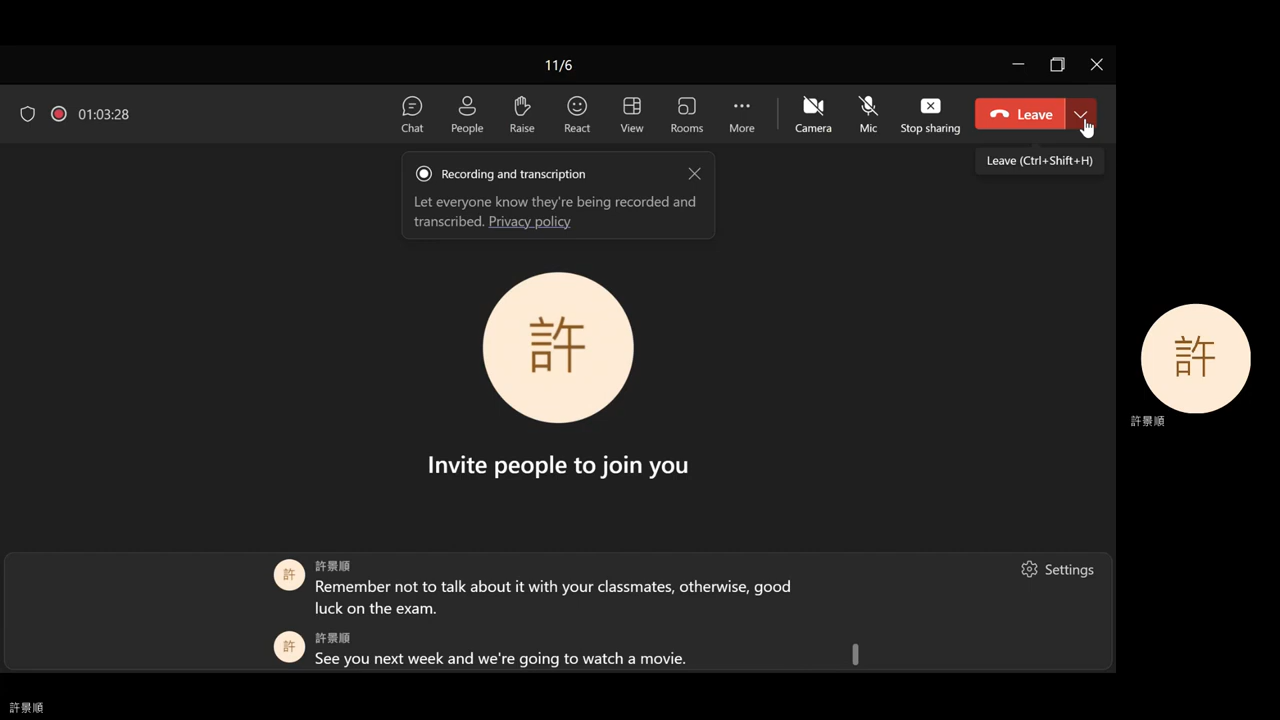 11/6
01:03:28
Chat
People
Raise
React
View
Rooms
More
Camera
Mic
Stop sharing
Leave
Leave (Ctrl+Shift+H)
Recording and transcription
Let everyone know they're being recorded and
transcribed. Privacy policy
許
Invite people to join you
許
許景順
Settings
許
許景順
Remember not to talk about it with your classmates, otherwise, good
luck on the exam.
許
許景順
See you next week and we're going to watch a movie.
許景順